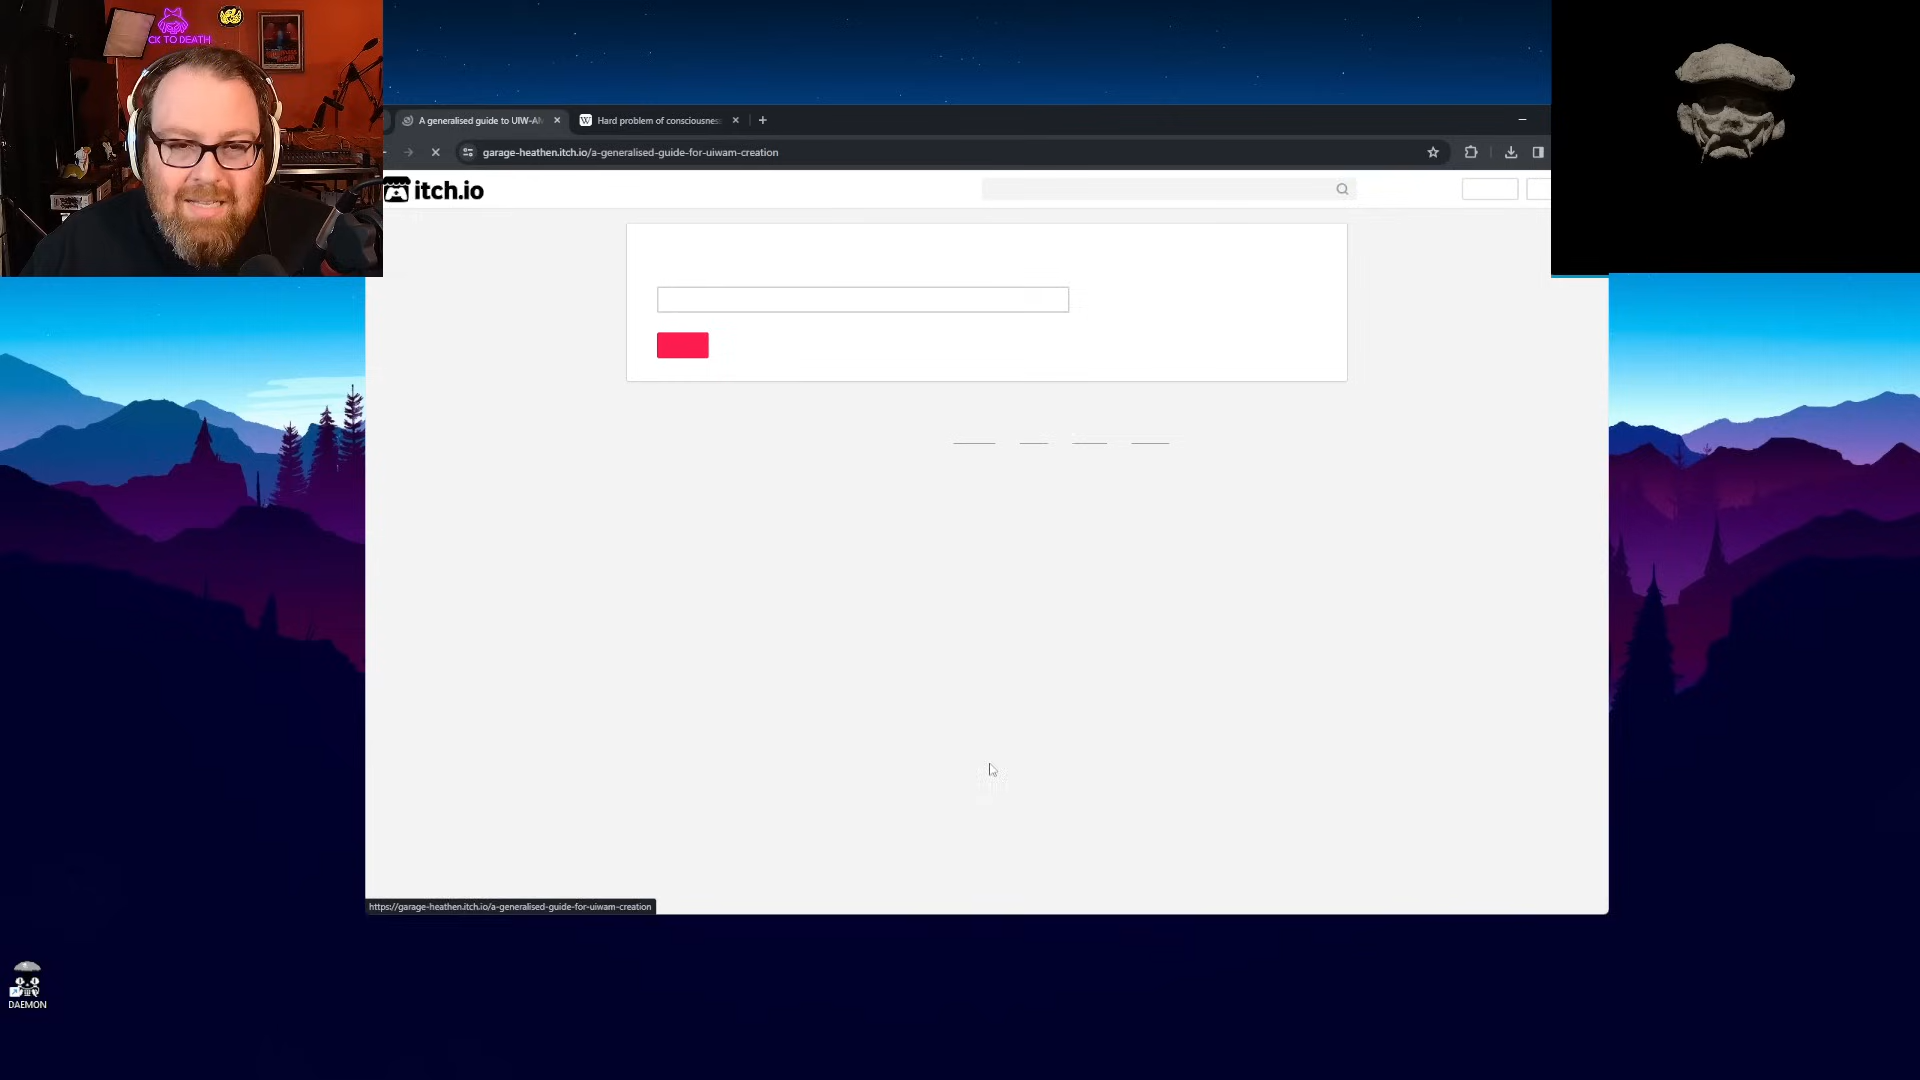 CK TO DEATH
A generalised guide to UIW-AM
Hard problem of consciousness
garage-heathen.itch.io/a-generalised-guide-for-uiwam-creation
itch.io
https://garage-heathen.itch.io/a-generalised-guide-for-uiwam-creation
DAEMON